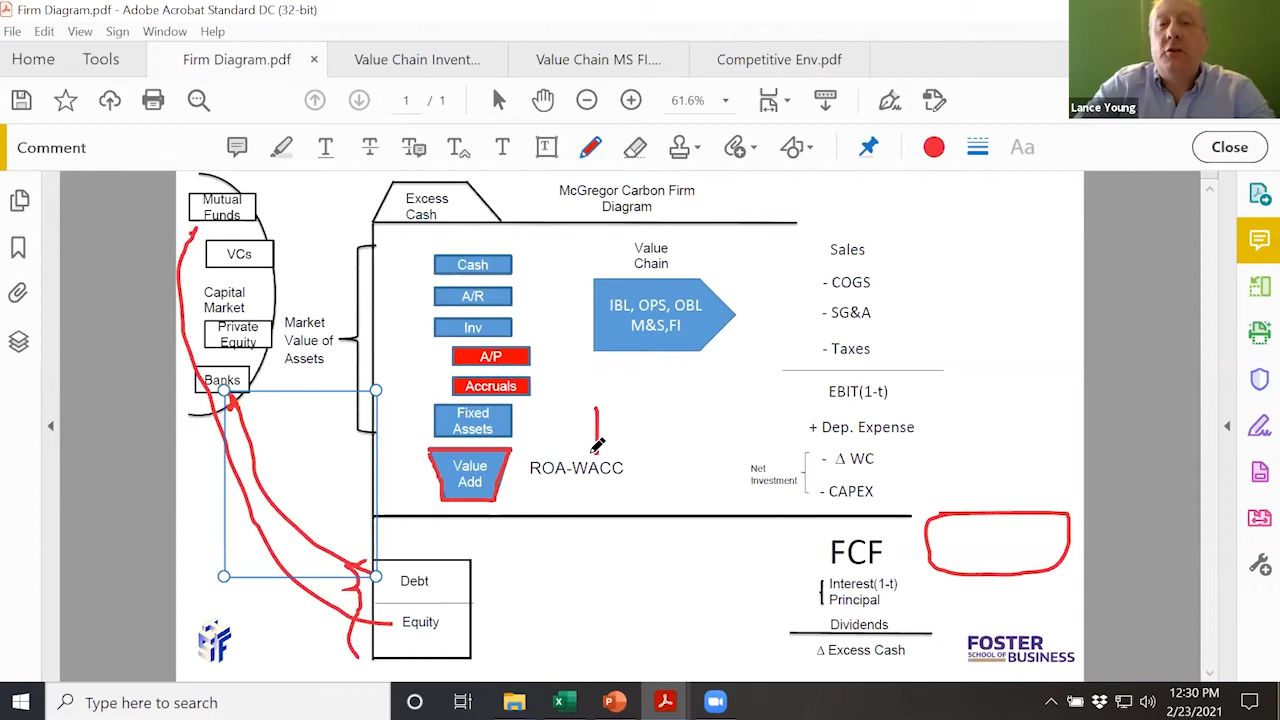 Firm Diagram.pdf - Adobe Acrobat Standard DC (32-bit)
File Edit View Sign Window Help
Home Tools Firm Diagram.pdf × Value Chain Invent... Value Chain MS FI.... Competitive Env.pdf
1 / 1 61.6%
Lance Young
Comment Aa Close
Mutual
Funds
VCs
Capital
Market
Private
Equity
Banks
Market
Value of
Assets
Excess
Cash
McGregor Carbon Firm
Diagram
Cash
A/R
Inv
A/P
Accruals
Fixed
Assets
Value
Add
ROA-WACC
Value
Chain
IBL, OPS, OBL
M&S,FI
Sales
- COGS
- SG&A
- Taxes
EBIT(1-t)
+ Dep. Expense
Net
Investment
- Δ WC
- CAPEX
Debt
Equity
FCF
Interest(1-t)
Principal
Dividends
Δ Excess Cash
FOSTER
SCHOOL OF BUSINESS
Type here to search
12:30 PM
2/23/2021